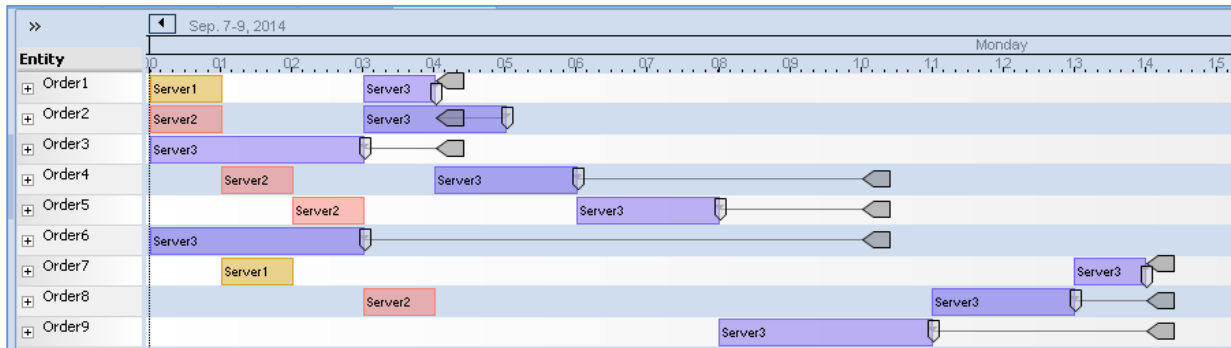 »
Sep. 7-9, 2014
Monday
Entity
00 01 02 03 04 05 06 07 08 09 10 11 12 13 14 15
Order1 Server1 Server3
Order2 Server2 Server3
Order3 Server3
Order4 Server2 Server3
Order5 Server2 Server3
Order6 Server3
Order7 Server1 Server3
Order8 Server2 Server3
Order9 Server3